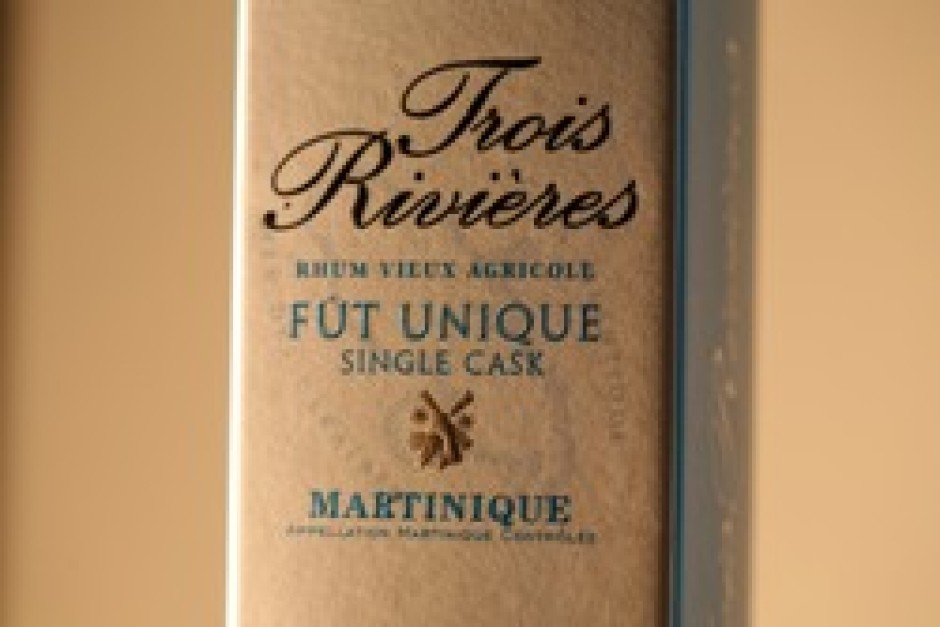 Trois
Rivières
RHUM VIEUX AGRICOLE
FÛT UNIQUE
SINGLE CASK
MARTINIQUE
APPELLATION MARTINIQUE CONTRÔLÉE